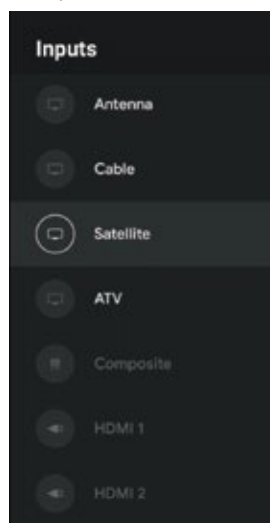 Inputs
Antenna
Cable
Satellite
ATV
Composite
HDMI 1
HDMI 2